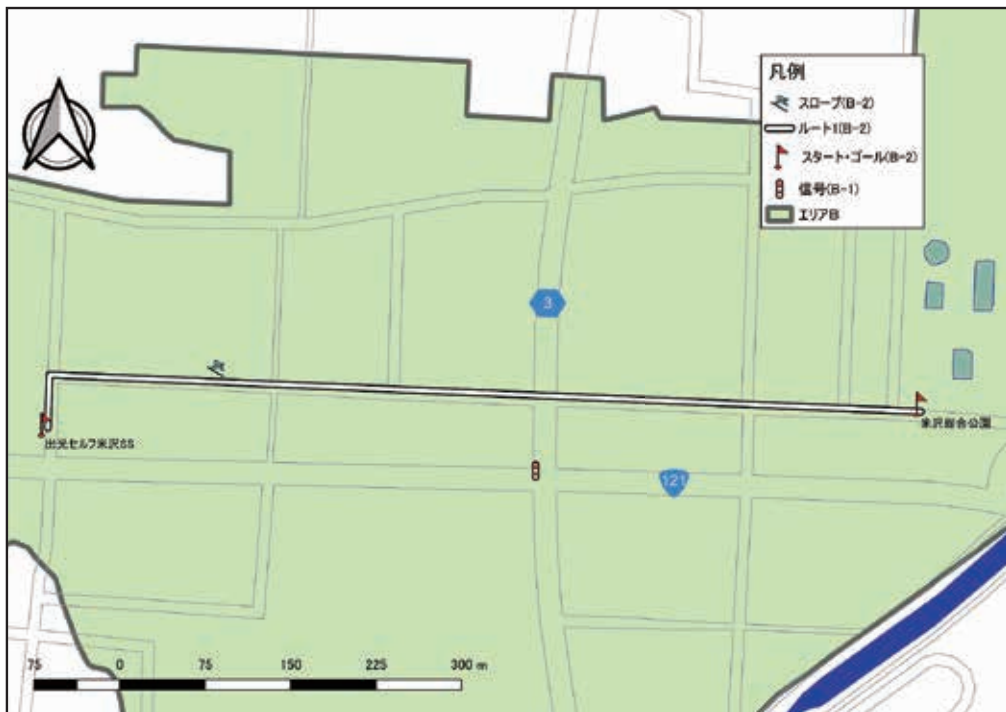 凡例
スロープ(B-2)
ルート1(B-2)
スタート・ゴール(B-2)
信号(B-1)
エリアB
3
出光セルフ米沢SS
米沢総合公園
121
75 0 75 150 225 300 m